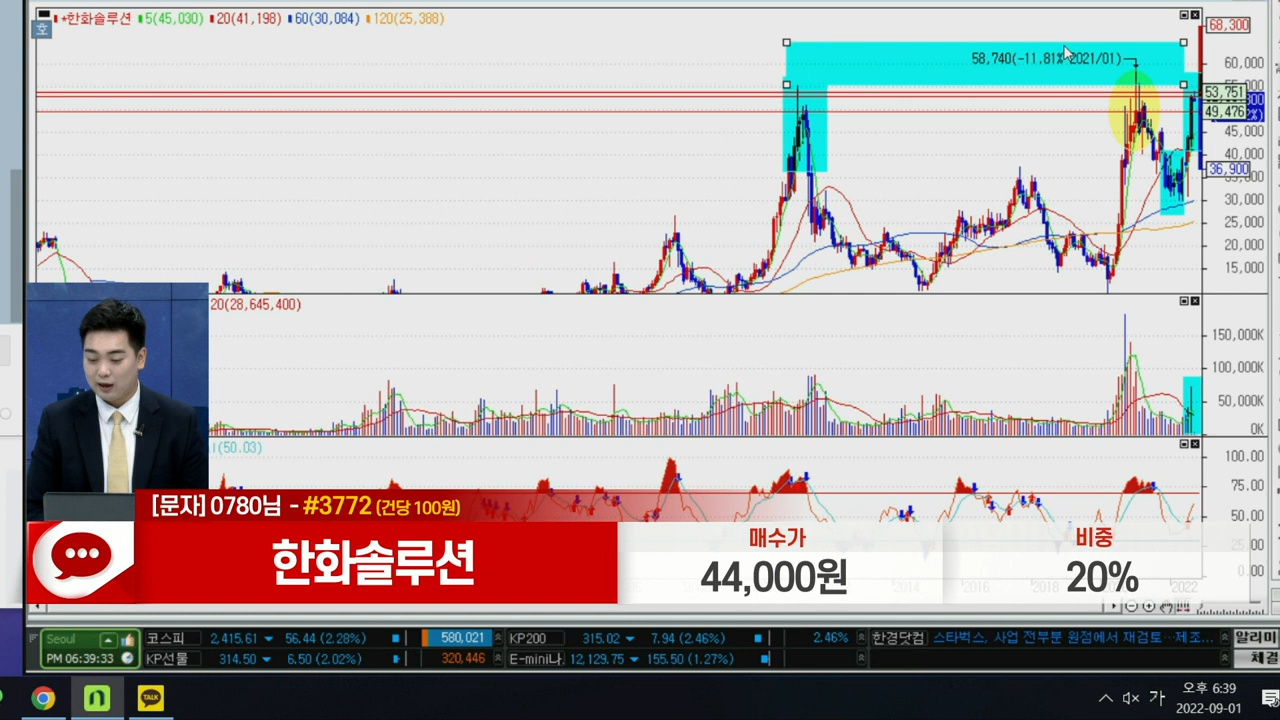 +한화솔루션 5(45,030) 20(41,198) 60(30,084) 120(25,388)
호
68,300
58,740(-11.81% 2021/01)
60,000
53,751
49,476
45,000
40,000
36,900
35,000
30,000
25,000
20,000
15,000
20(28,645,400)
150,000K
100,000K
50,000K
0K
(50.03)
100.00
75.00
50.00
25.00
0.00
2014 2016 2018 2022
[문자] 0780님 - #3772 (건당 100원)
한화솔루션
매수가
44,000원
비중
20%
Seoul
PM 06:39:33
코스피 2,415.61 56.44 (2.28%) 580,021 KP200 315.02 7.94 (2.46%) 2.46% 한경닷컴 스타벅스, 사업 전부분 원점에서 재검토…제조... 알리미
KP선물 314.50 6.50 (2.02%) 320,446 E-mini나 12,129.75 155.50 (1.27%) 체결
TALK
가
오후 6:39
2022-09-01